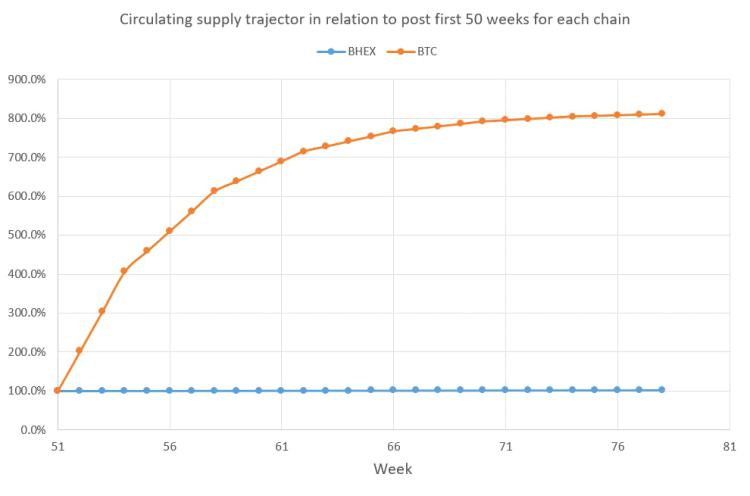 Circulating supply trajector in relation to post first 50 weeks for each chain
BHEX BTC
900.0%
800.0%
700.0%
600.0%
500.0%
400.0%
300.0%
200.0%
100.0%
0.0%
51 56 61 66 71 76 81
Week